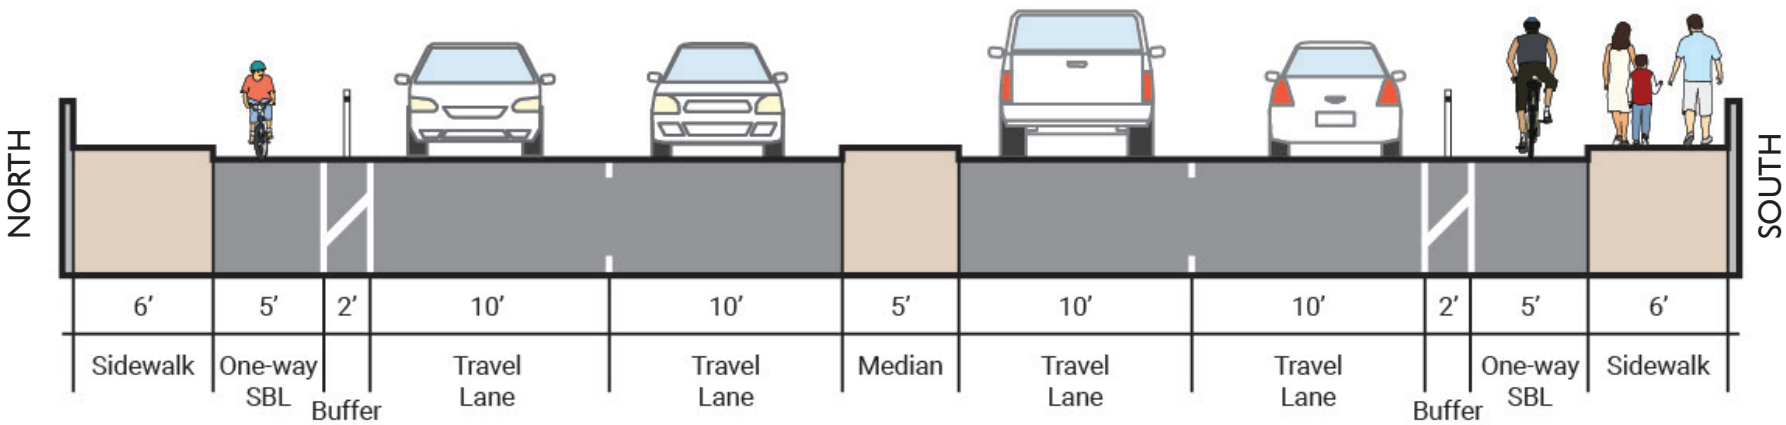 NORTH
6’ 5’ 2’ 10’ 10’ 5’ 10’ 10’ 2’ 5’ 6’
Sidewalk One-way Travel Travel Median Travel Travel One-way Sidewalk
SBL Lane Lane Lane Lane SBL
Buffer Buffer
SOUTH